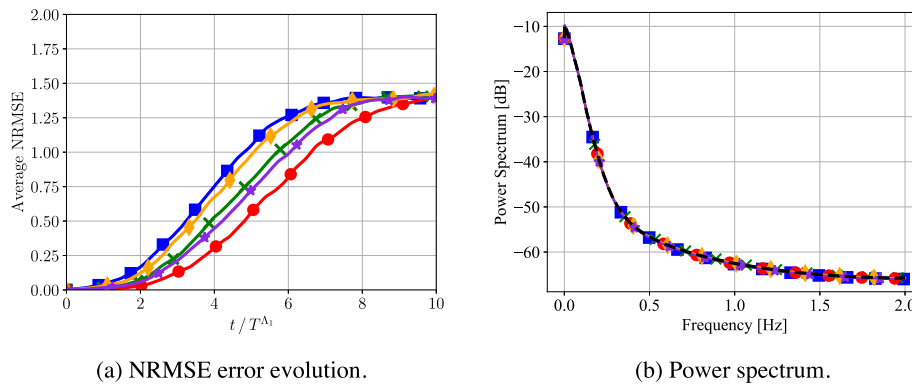 2.00
1.75
1.50
1.25
1.00
0.75
0.50
0.25
0.00
Average NRMSE
0 2 4 6 8 10
t / T^Λ₁
(a) NRMSE error evolution.
−10
−20
−30
−40
−50
−60
Power Spectrum [dB]
0.0 0.5 1.0 1.5 2.0
Frequency [Hz]
(b) Power spectrum.